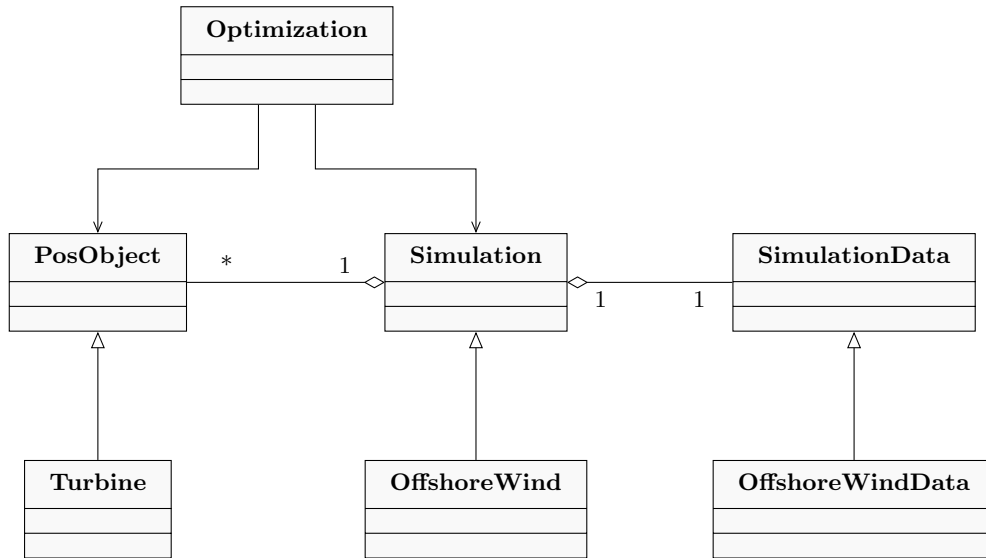 Optimization
PosObject
*
1
Simulation
1
1
SimulationData
Turbine
OffshoreWind
OffshoreWindData